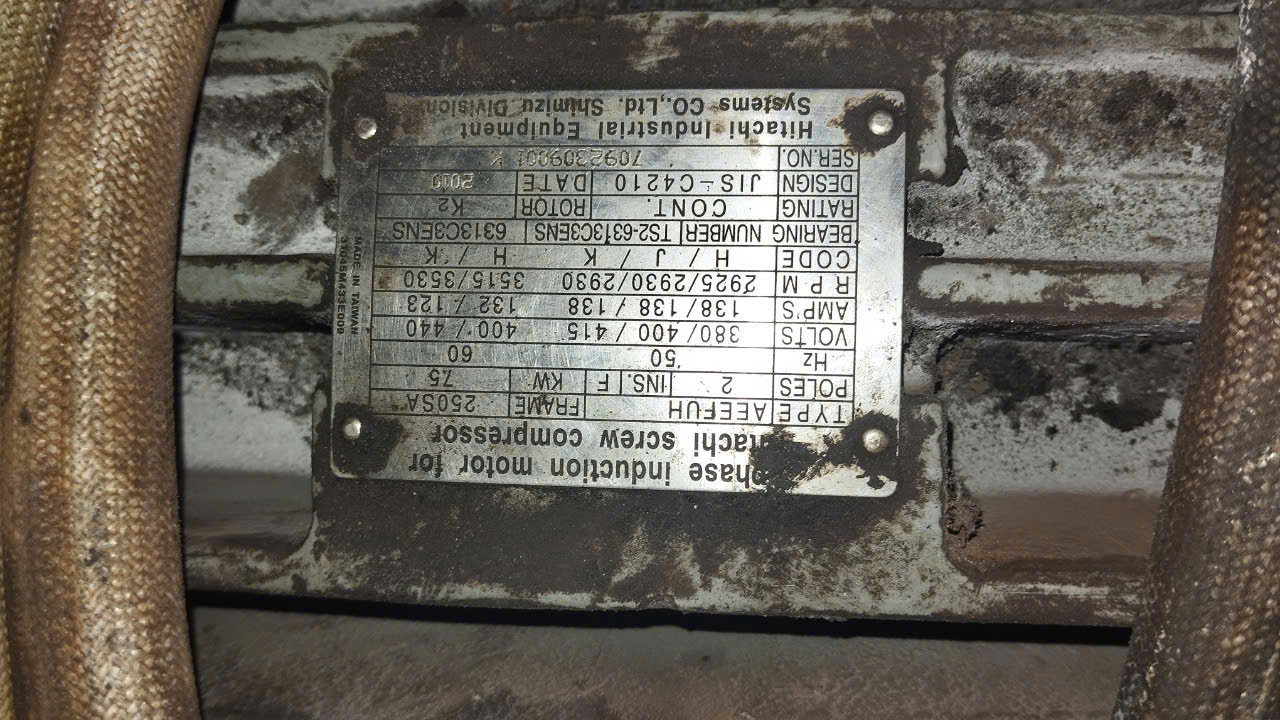 phase induction motor for
Hitachi screw compressor
TYPE AEEFUH FRAME 250SA
POLES 2 INS. F KW 75
Hz 50 60
VOLTS 380/400/415 400/440
AMP'S 138/138/138 132/123
R P M 2925/2930/2930 3515/3530
CODE H / J / K H / K
BEARING NUMBER TS2-6313C3ENS 6313C3ENS
RATING CONT. ROTOR K2
DESIGN JIS-C4210 DATE 2010
SER.NO. 7092309001 K
Hitachi Industrial Equipment
Systems CO.,Ltd. Shimizu Division
MADE IN TAIWAN